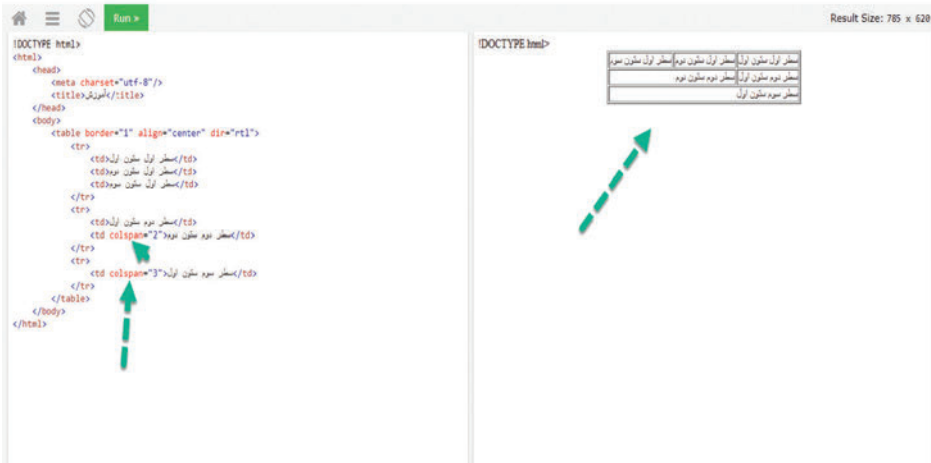 Run »
Result Size: 785 x 620
!DOCTYPE html>
<html>
<head>
<meta charset="utf-8"/>
<title>آموزش</title>
</head>
<body>
<table border="1" align="center" dir="rtl">
<tr>
<td>سطر اول ستون اول</td>
<td>سطر اول ستون دوم</td>
<td>سطر اول ستون سوم</td>
</tr>
<tr>
<td>سطر دوم ستون اول</td>
<td colspan="2">سطر دوم ستون دوم</td>
</tr>
<tr>
<td colspan="3">سطر سوم ستون اول</td>
</tr>
</table>
</body>
</html>
!DOCTYPE html>
سطر اول ستون اول سطر اول ستون دوم سطر اول ستون سوم
سطر دوم ستون اول سطر دوم ستون دوم
سطر سوم ستون اول